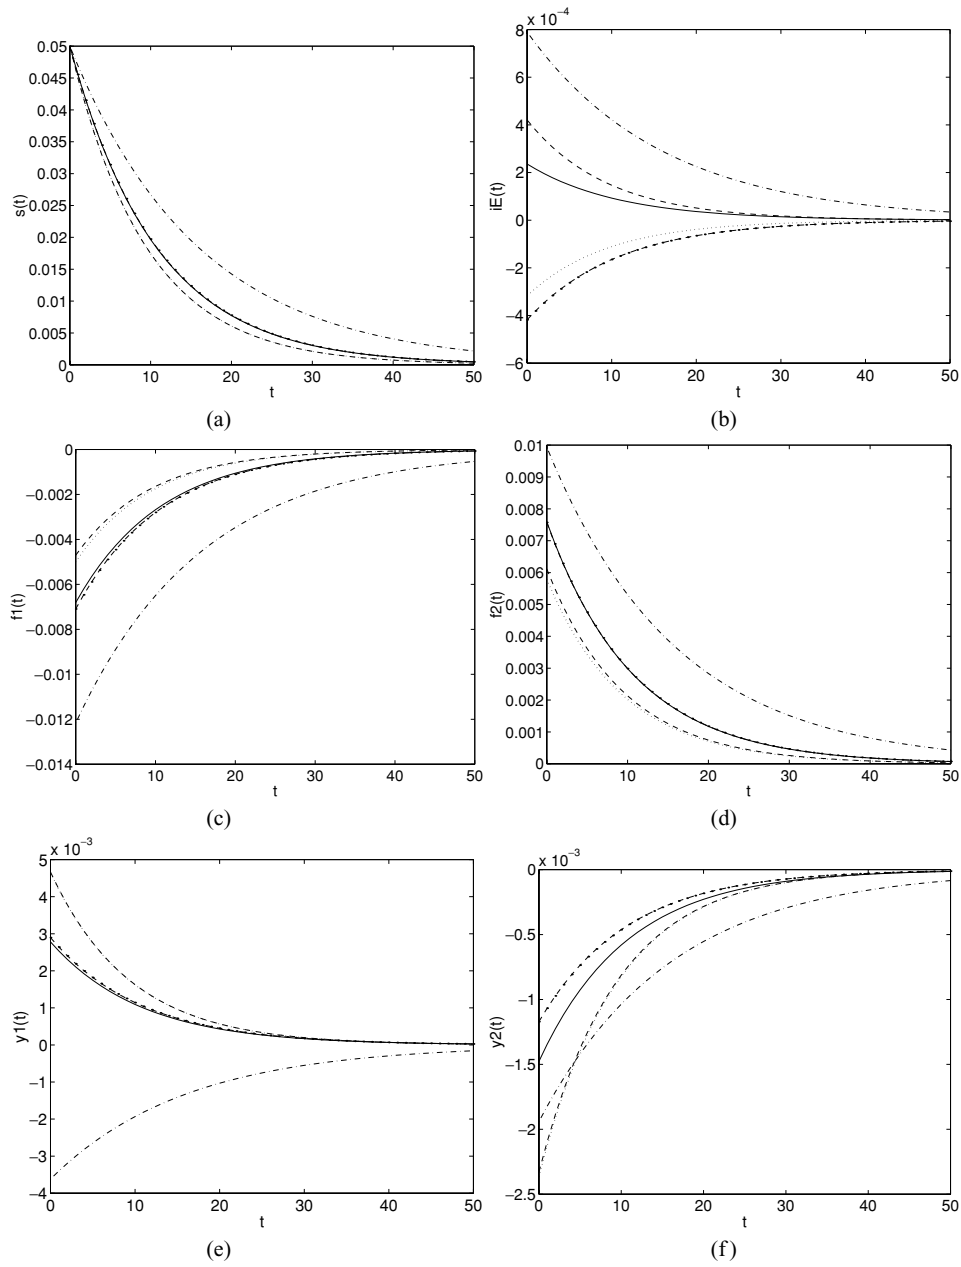 0.05
0.045
0.04
0.035
0.03
0.025
0.02
0.015
0.01
0.005
0
s(t)
0 10 20 30 40 50
t
(a)
x 10−4
8
6
4
2
0
−2
−4
−6
iE(t)
0 10 20 30 40 50
t
(b)
0
−0.002
−0.004
−0.006
−0.008
−0.01
−0.012
−0.014
f1(t)
0 10 20 30 40 50
t
(c)
0.01
0.009
0.008
0.007
0.006
0.005
0.004
0.003
0.002
0.001
0
f2(t)
0 10 20 30 40 50
t
(d)
x 10−3
5
4
3
2
1
0
−1
−2
−3
−4
y1(t)
0 10 20 30 40 50
t
(e)
x 10−3
0
−0.5
−1
−1.5
−2
−2.5
y2(t)
0 10 20 30 40 50
t
(f)